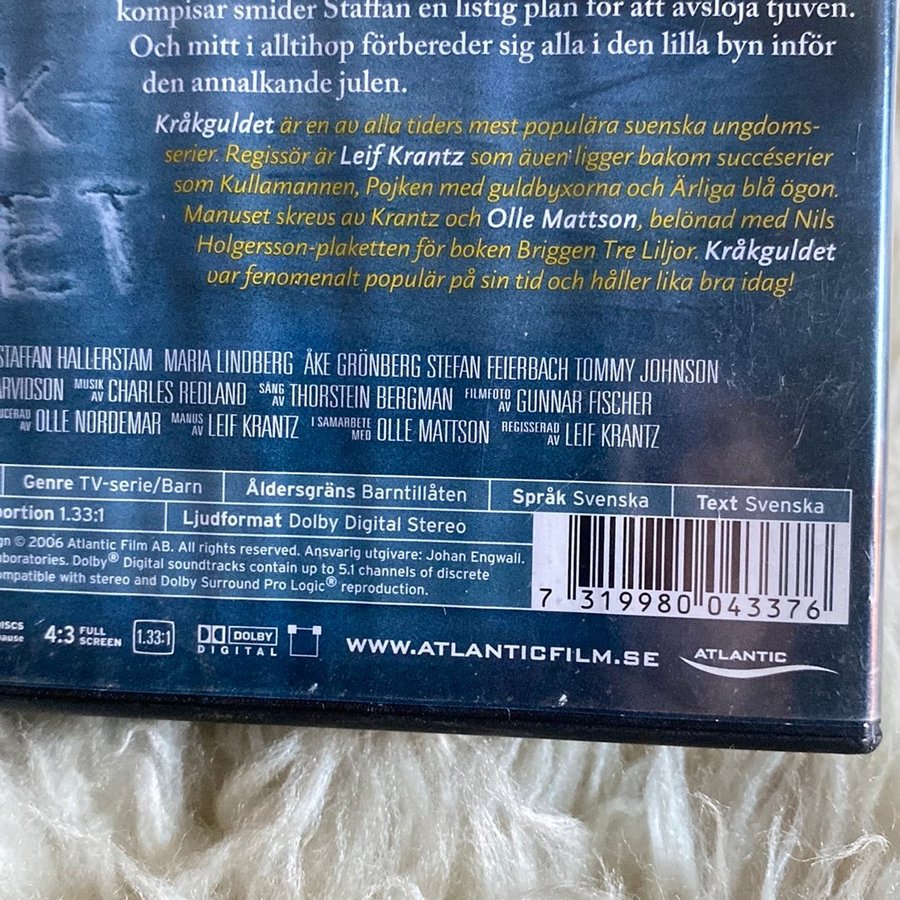 kompisar smider Staffan en listig plan för att avslöja tjuven.
Och mitt i alltihop förbereder sig alla i den lilla byn inför
den annalkande julen.
K-
ET
Kråkguldet är en av alla tiders mest populära svenska ungdoms-
serier. Regissör är Leif Krantz som även ligger bakom succéserier
som Kullamannen, Pojken med guldbyxorna och Ärliga blå ögon.
Manuset skrevs av Krantz och Olle Mattson, belönad med Nils
Holgersson-plaketten för boken Briggen Tre Liljor. Kråkguldet
var fenomenalt populär på sin tid och håller lika bra idag!
STAFFAN HALLERSTAM MARIA LINDBERG ÅKE GRÖNBERG STEFAN FEIERBACH TOMMY JOHNSON
ARVIDSON MUSIK AV CHARLES REDLAND SÅNG AV THORSTEIN BERGMAN FILMFOTO AV GUNNAR FISCHER
UCERAD AV OLLE NORDEMAR MANUS AV LEIF KRANTZ I SAMARBETE MED OLLE MATTSON REGISSERAD AV LEIF KRANTZ
Genre TV-serie/Barn Åldersgräns Barntillåten Språk Svenska Text Svenska
portion 1.33:1 Ljudformat Dolby Digital Stereo
gn © 2006 Atlantic Film AB. All rights reserved. Ansvarig utgivare: Johan Engwall.
aboratories. Dolby® Digital soundtracks contain up to 5.1 channels of discrete
ompatible with stereo and Dolby Surround Pro Logic® reproduction.
7 319980 043376
DISCS
pause
4:3 FULL SCREEN 1.33:1 DOLBY DIGITAL WWW.ATLANTICFILM.SE ATLANTIC